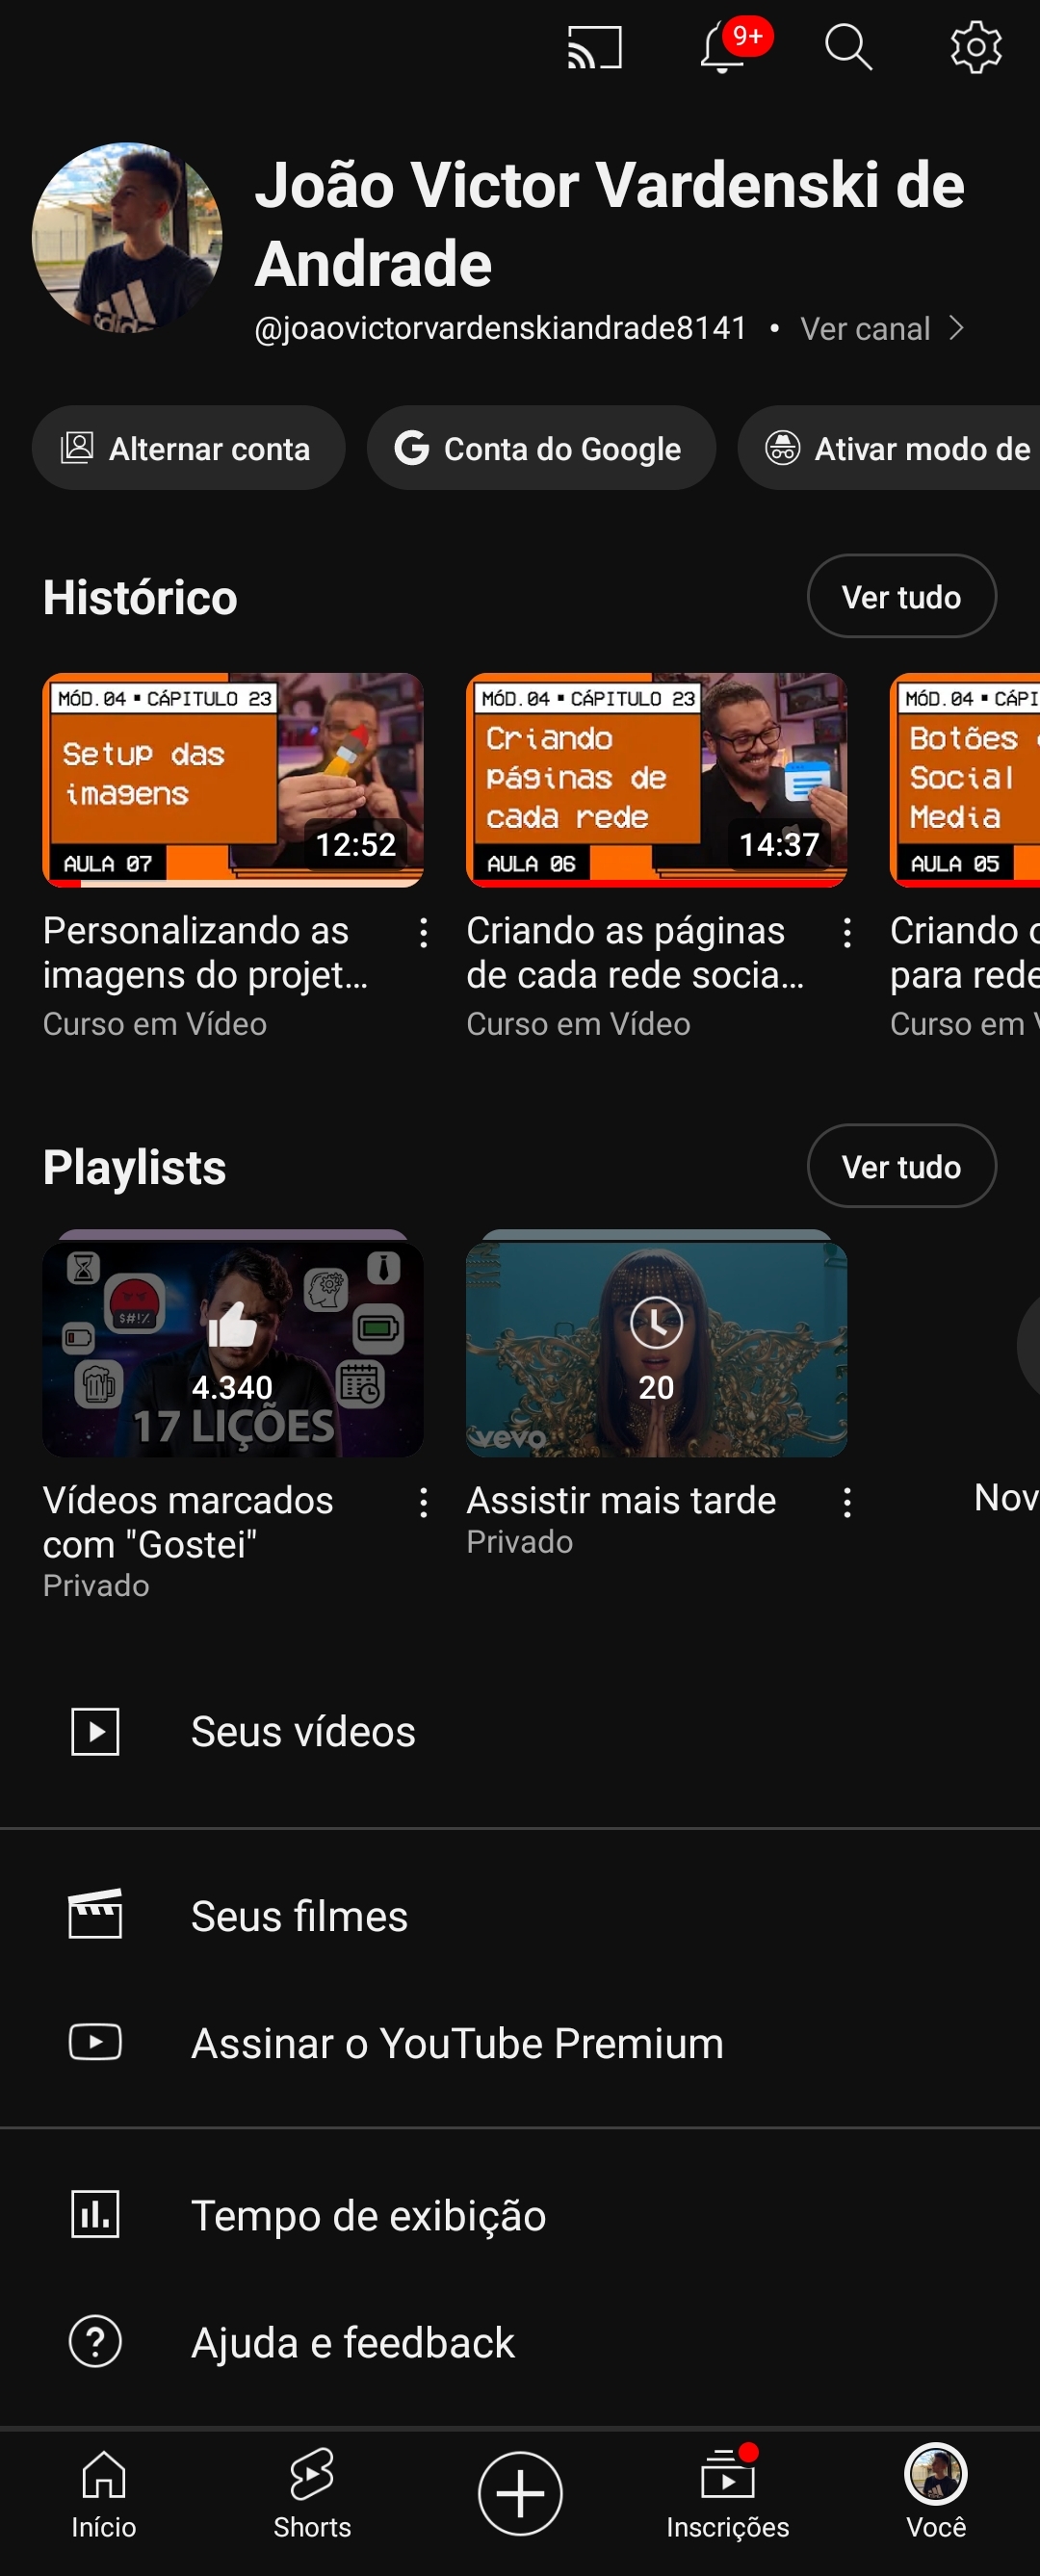 9+
João Victor Vardenski de
Andrade
@joaovictorvardenskiandrade8141 • Ver canal
Alternar conta
Conta do Google
Ativar modo de
Histórico
Ver tudo
MÓD.04 ▪ CÁPITULO 23
Setup das
imagens
12:52
AULA 07
MÓD.04 ▪ CÁPITULO 23
Criando
páginas de
cada rede
14:37
AULA 06
MÓD.04 ▪ CÁPI
Botões
Social
Media
AULA 05
Personalizando as
imagens do projet...
Curso em Vídeo
Criando as páginas
de cada rede socia...
Curso em Vídeo
Criando
para rede
Curso em
Playlists
Ver tudo
$#!%
4.340
17 LIÇÕES
20
vevo
Vídeos marcados
com "Gostei"
Privado
Assistir mais tarde
Privado
Nov
Seus vídeos
Seus filmes
Assinar o YouTube Premium
Tempo de exibição
Ajuda e feedback
Início
Shorts
Inscrições
Você